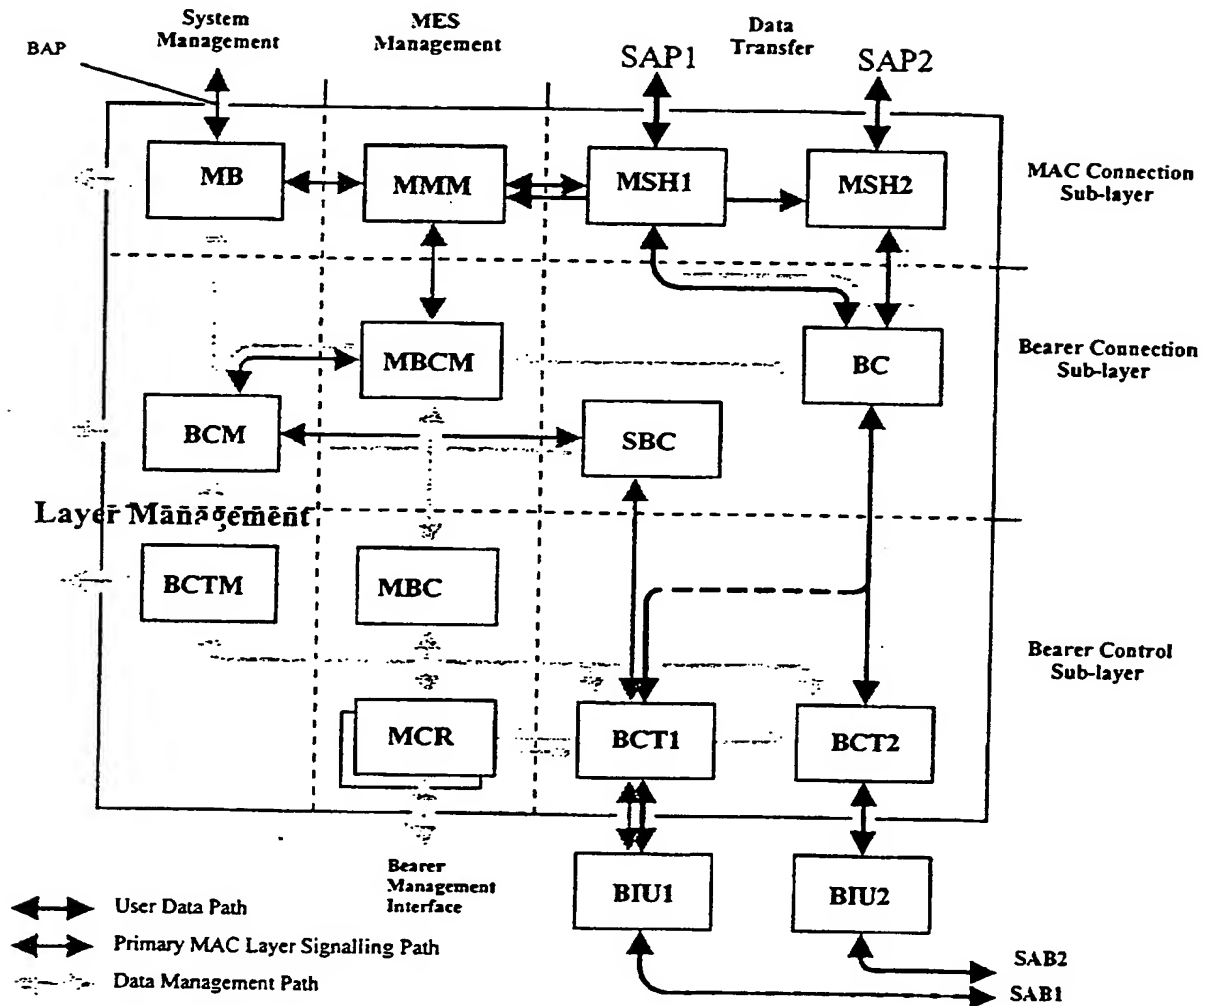 System
Management
MES
Management
Data
Transfer
BAP
SAP1
SAP2
MB
MMM
MSH1
MSH2
MAC Connection
Sub-layer
MBCM
BC
Bearer Connection
Sub-layer
BCM
SBC
Layer Management
BCTM
MBC
Bearer Control
Sub-layer
MCR
BCT1
BCT2
Bearer
Management
Interface
BIU1
BIU2
User Data Path
Primary MAC Layer Signalling Path
Data Management Path
SAB2
SAB1